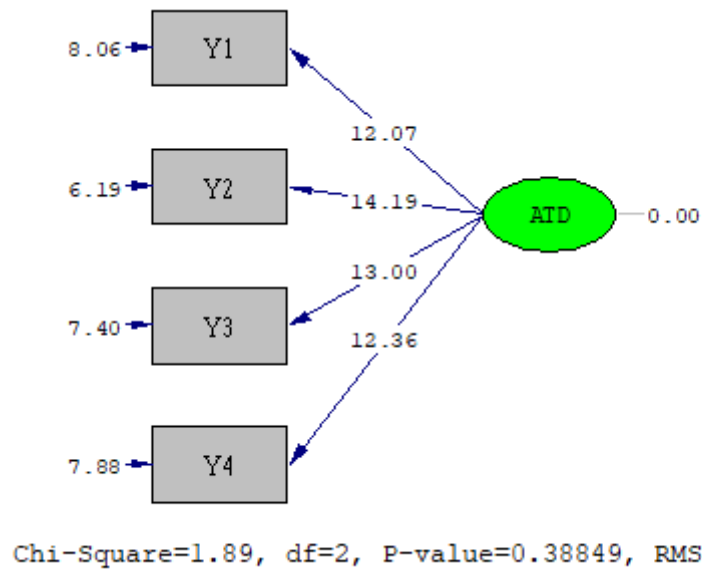 8.06 Y1
12.07
6.19 Y2
14.19
ATD 0.00
13.00
7.40 Y3
12.36
7.88 Y4
Chi-Square=1.89, df=2, P-value=0.38849, RMS